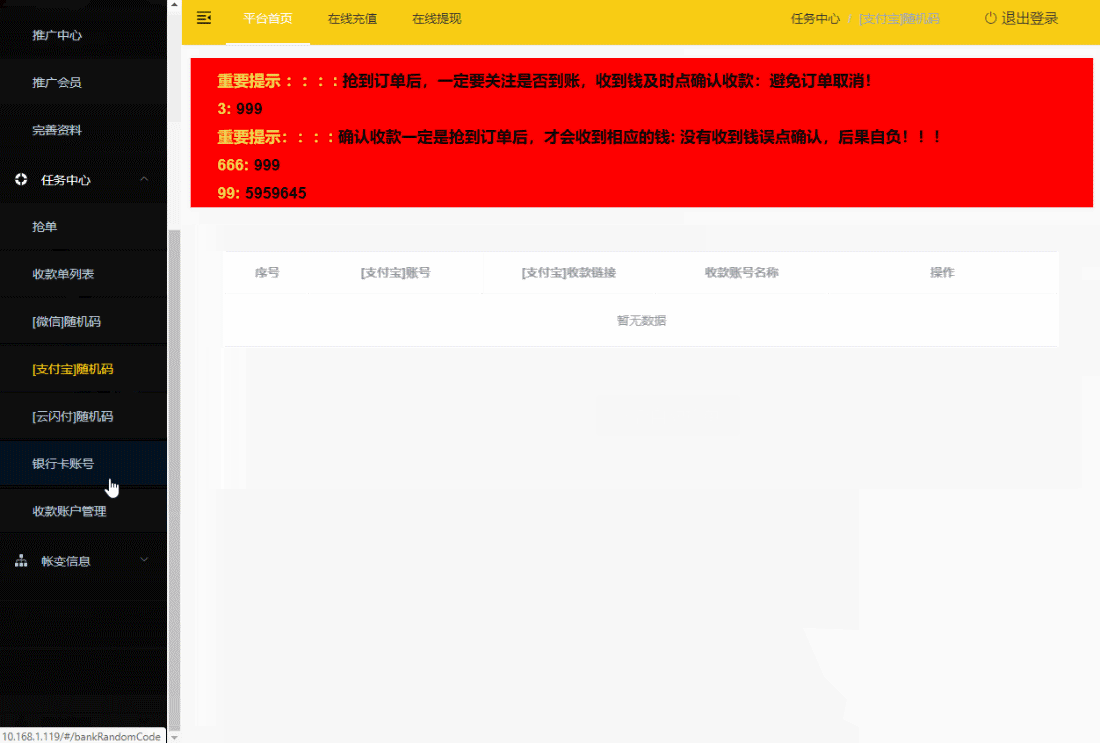 推广中心
推广会员
完善资料
任务中心
抢单
收款单列表
[微信]随机码
[支付宝]随机码
[云闪付]随机码
银行卡账号
收款账户管理
帐变信息
10.168.1.119/#/bankRandomCode
平台首页 在线充值 在线提现 任务中心 / [支付宝]随机码 退出登录
重要提示：：：：抢到订单后，一定要关注是否到账，收到钱及时点确认收款：避免订单取消！
3: 999
重要提示：：：：确认收款一定是抢到订单后，才会收到相应的钱: 没有收到钱误点确认，后果自负！！！
666: 999
99: 5959645
序号 [支付宝]账号 [支付宝]收款链接 收款账号名称 操作
暂无数据